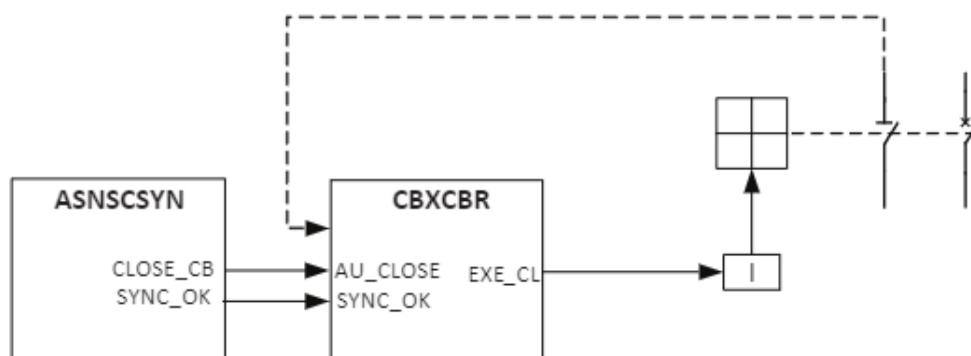 ASNSCSYN
CLOSE_CB
SYNC_OK
CBXCBR
AU_CLOSE
SYNC_OK
EXE_CL
I